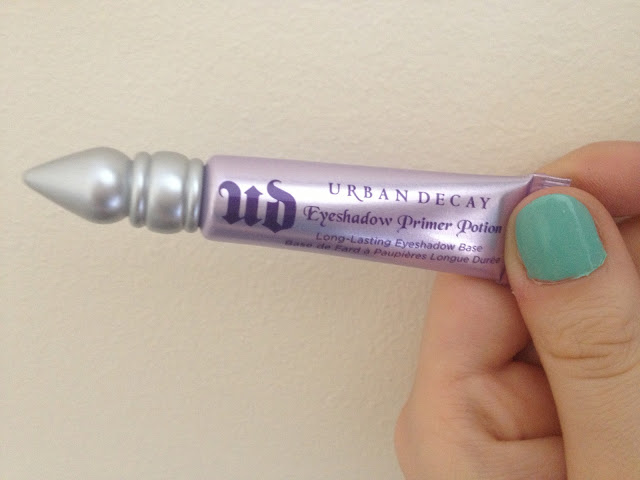 ud
URBAN DECAY
Eyeshadow Primer Potion
Long-Lasting Eyeshadow Base
Base de Fard à Paupières Longue Durée